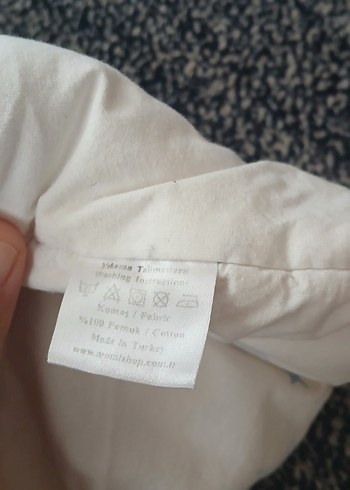 Yıkama Talimatları
Washing Instructions
Kumaş / Fabric
%100 Pamuk / Cotton
Made in Turkey